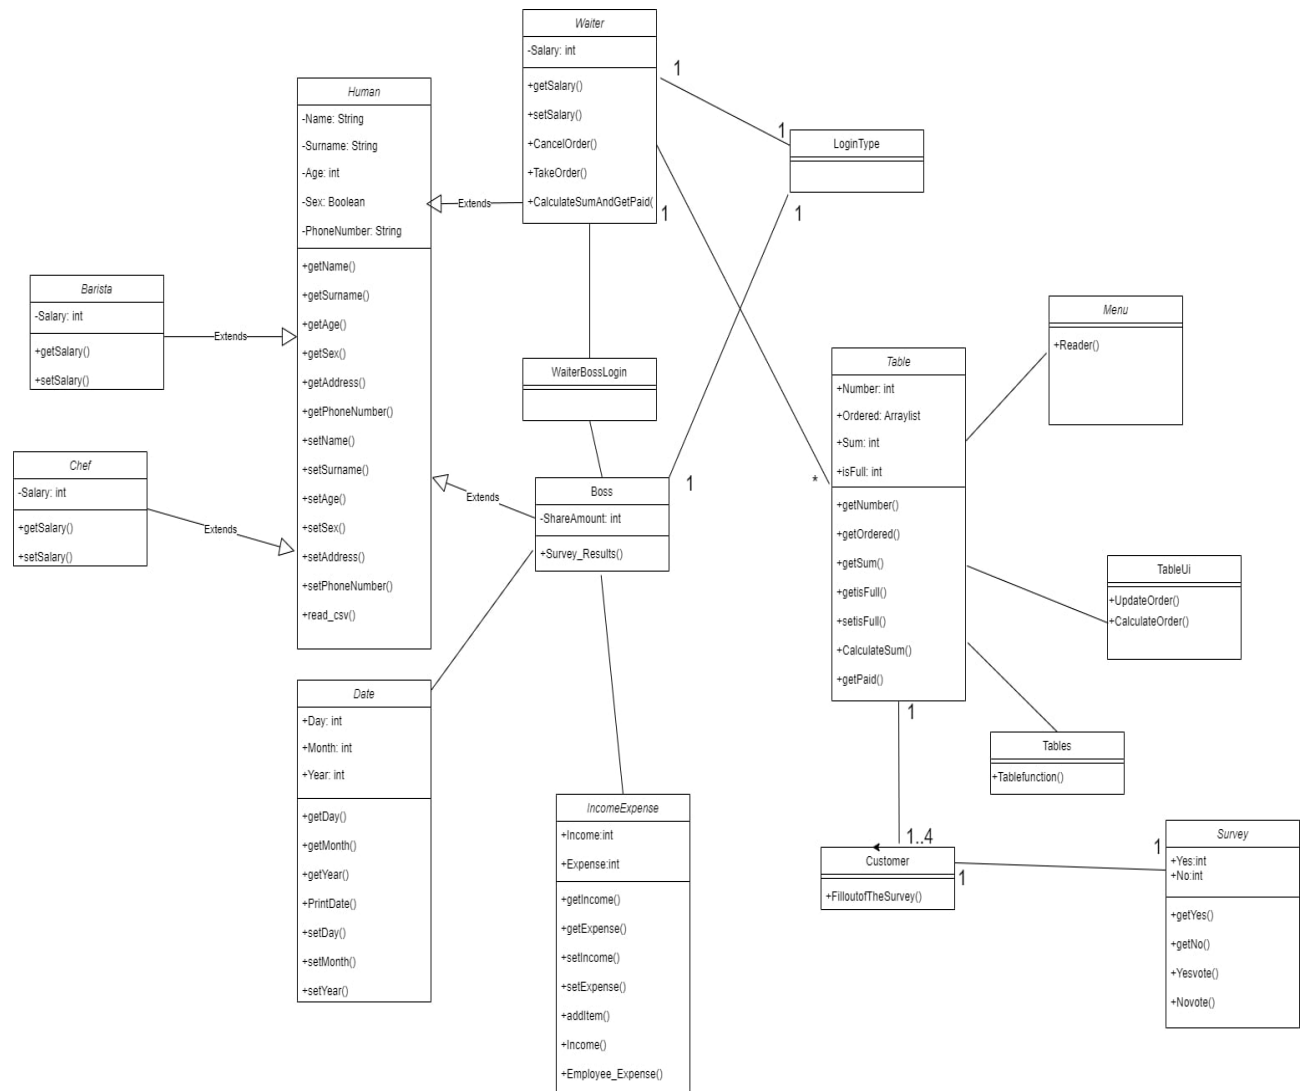 Waiter
-Salary: int
+getSalary()
+setSalary()
+CancelOrder()
+TakeOrder()
+CalculateSumAndGetPaid(
1
1
1
Human
-Name: String
-Surname: String
-Age: int
-Sex: Boolean
-PhoneNumber: String
+getName()
+getSurname()
+getAge()
+getSex()
+getAddress()
+getPhoneNumber()
+setName()
+setSurname()
+setAge()
+setSex()
+setAddress()
+setPhoneNumber()
+read_csv()
Extends
LoginType
1
Barista
-Salary: int
+getSalary()
+setSalary()
Extends
Chef
-Salary: int
+getSalary()
+setSalary()
Extends
WaiterBossLogin
Boss
-ShareAmount: int
+Survey_Results()
Extends
1
Menu
+Reader()
Table
+Number: int
+Ordered: Arraylist
+Sum: int
+isFull: int
+getNumber()
+getOrdered()
+getSum()
+getisFull()
+setisFull()
+CalculateSum()
+getPaid()
*
1
TableUi
+UpdateOrder()
+CalculateOrder()
Tables
+Tablefunction()
Date
+Day: int
+Month: int
+Year: int
+getDay()
+getMonth()
+getYear()
+PrintDate()
+setDay()
+setMonth()
+setYear()
IncomeExpense
+Income:int
+Expense:int
+getIncome()
+getExpense()
+setIncome()
+setExpense()
+addItem()
+Income()
+Employee_Expense()
1..4
Customer
+FilloutofTheSurvey()
1
1
Survey
+Yes:int
+No:int
+getYes()
+getNo()
+Yesvote()
+Novote()